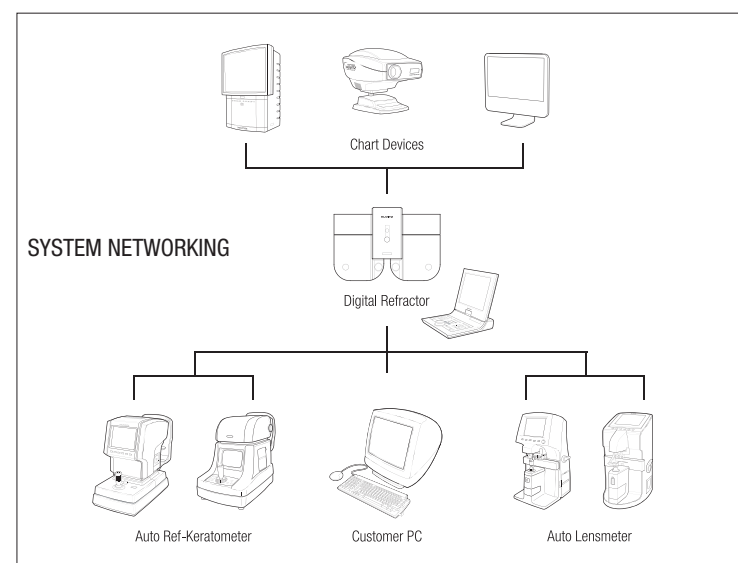 Chart Devices
SYSTEM NETWORKING
Digital Refractor
Auto Ref-Keratometer
Customer PC
Auto Lensmeter